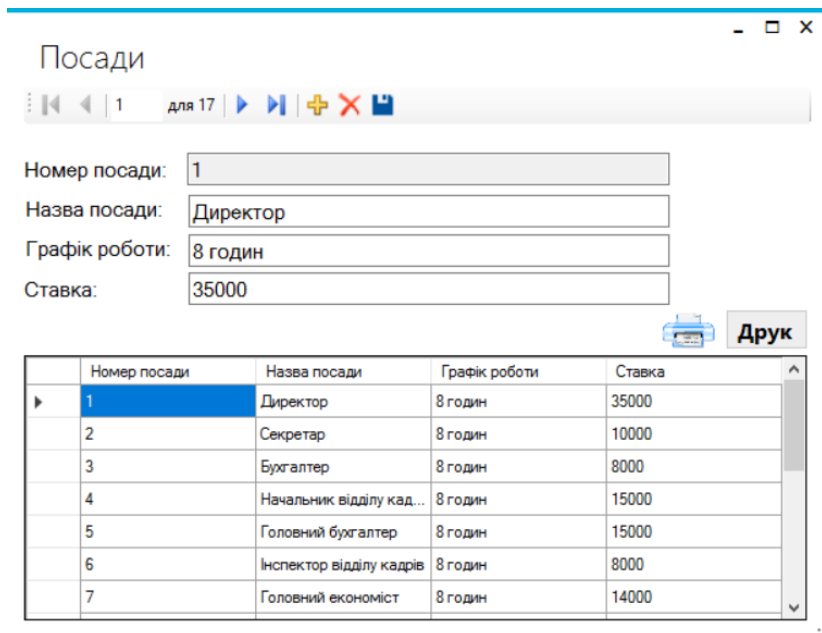 Посади
1 для 17
Номер посади: 1
Назва посади: Директор
Графік роботи: 8 годин
Ставка: 35000
Друк
Номер посади Назва посади Графік роботи Ставка
1 Директор 8 годин 35000
2 Секретар 8 годин 10000
3 Бухгалтер 8 годин 8000
4 Начальник відділу кад... 8 годин 15000
5 Головний бухгалтер 8 годин 15000
6 Інспектор відділу кадрів 8 годин 8000
7 Головний економіст 8 годин 14000